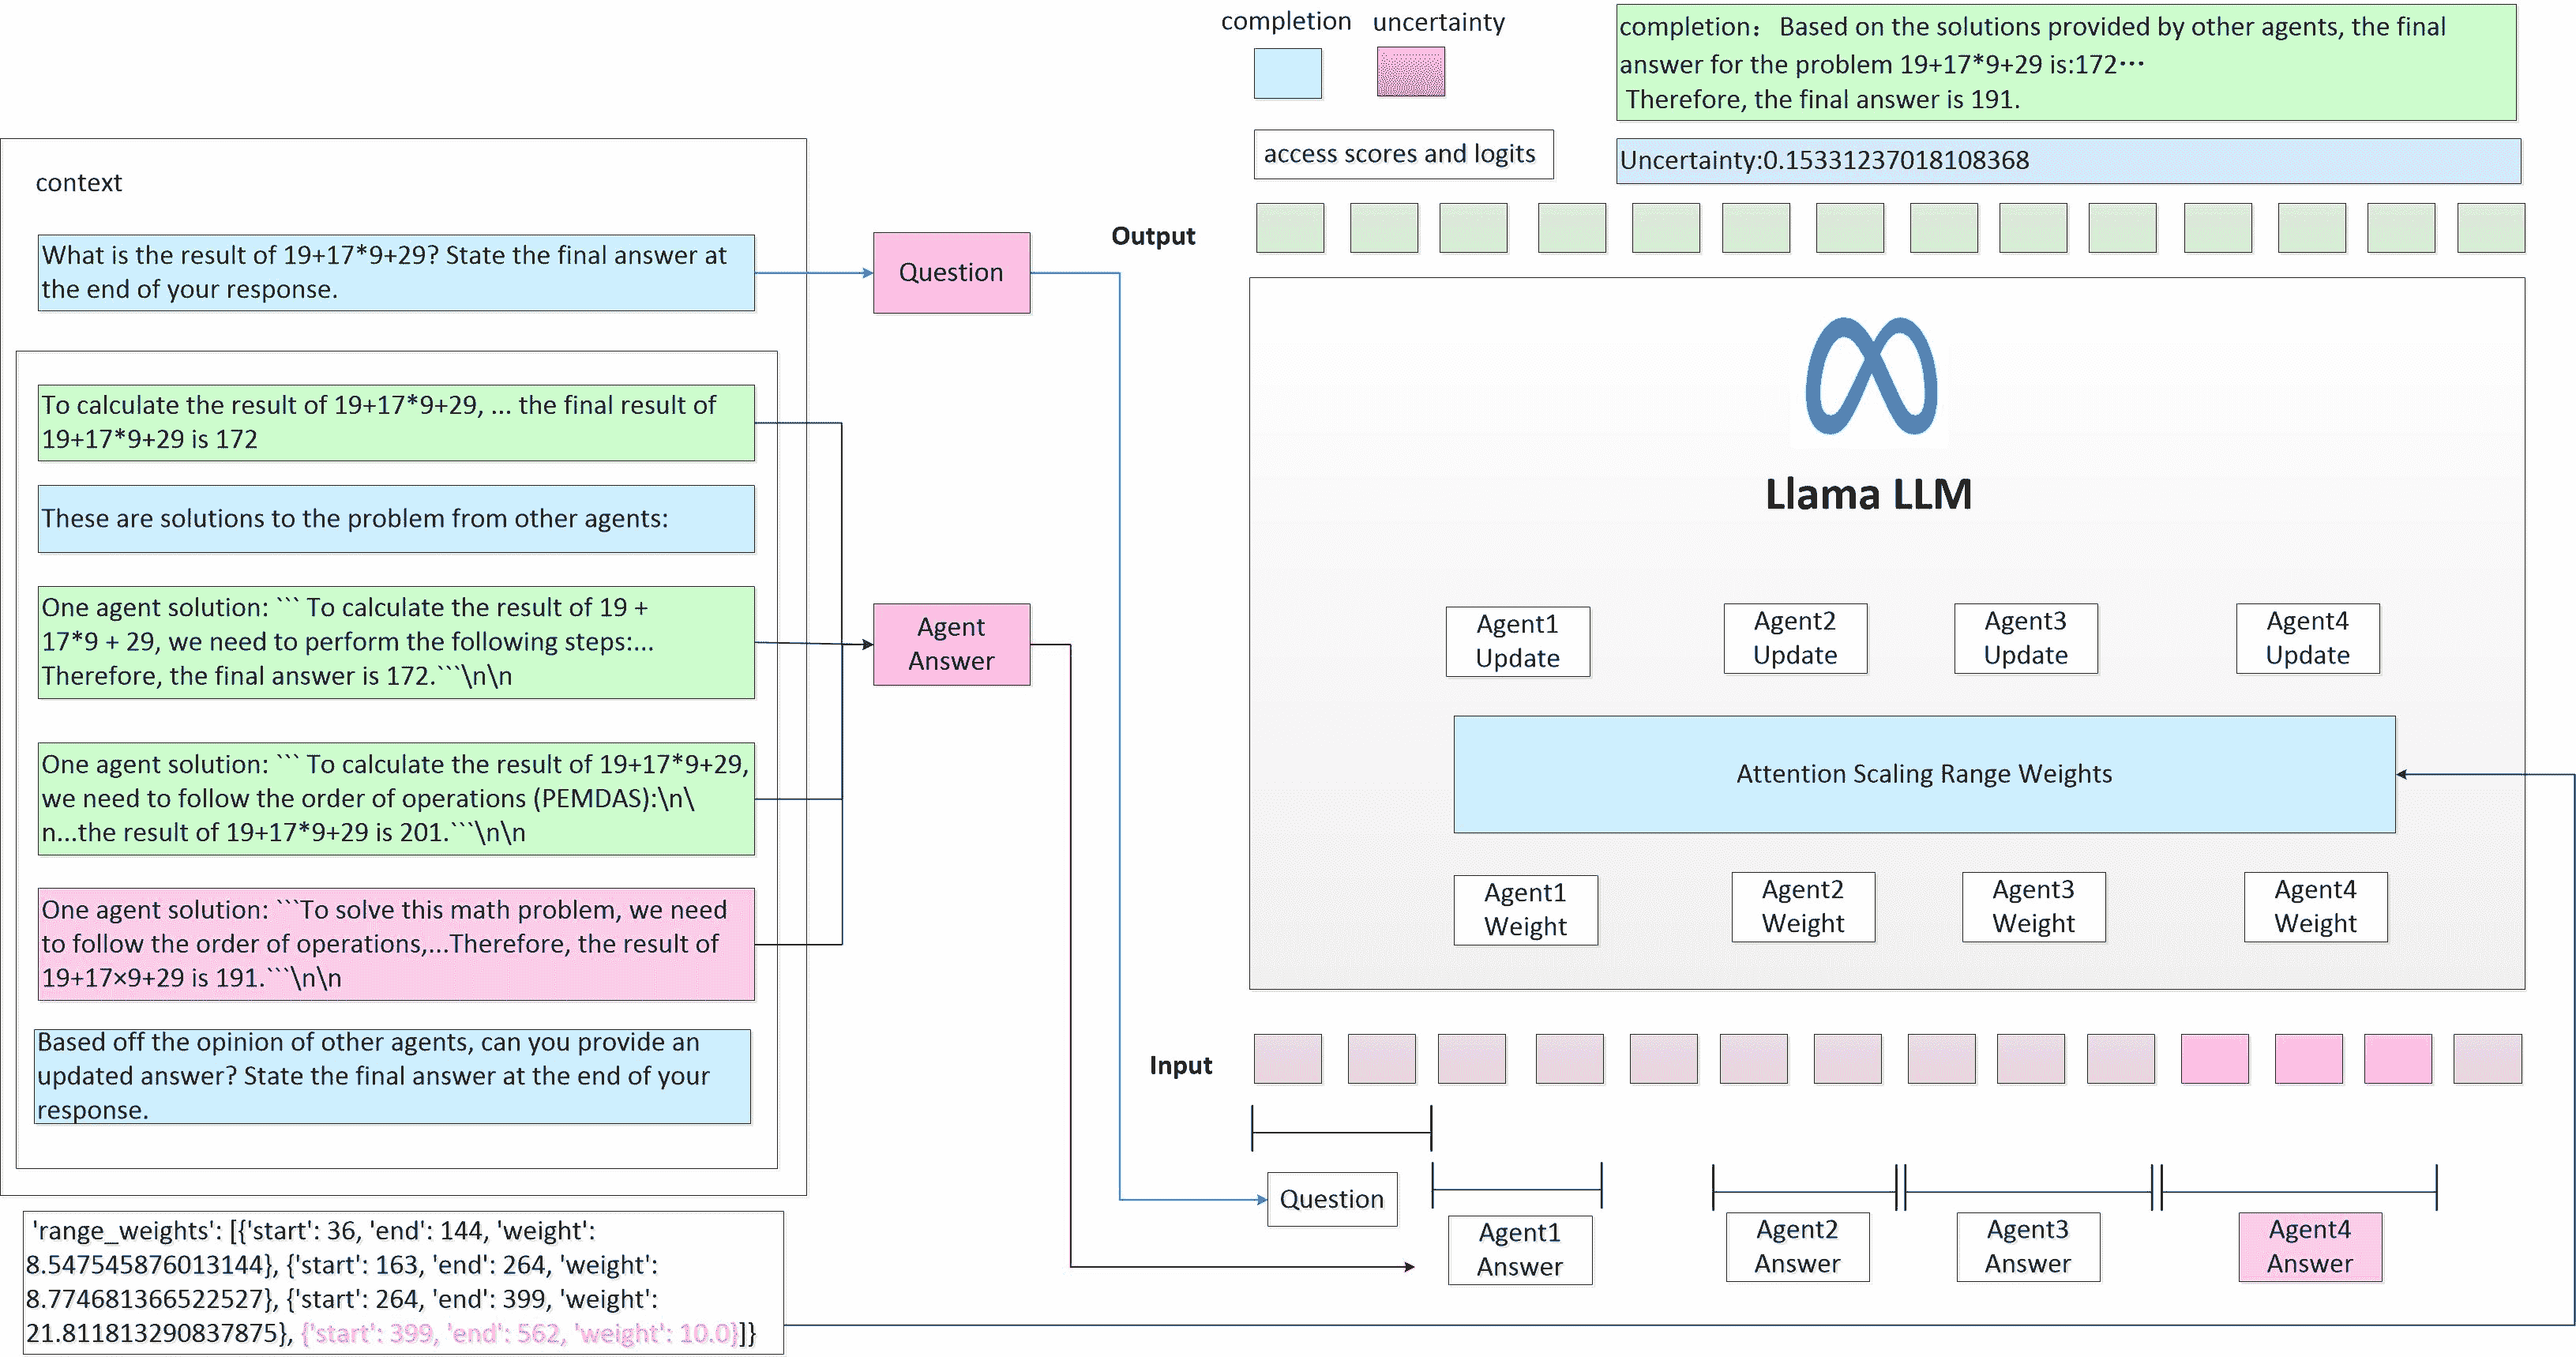 context
What is the result of 19+17*9+29? State the final answer at
the end of your response.
To calculate the result of 19+17*9+29, ... the final result of
19+17*9+29 is 172
These are solutions to the problem from other agents:
One agent solution: ``` To calculate the result of 19 +
17*9 + 29, we need to perform the following steps:...
Therefore, the final answer is 172.```\n\n
One agent solution: ``` To calculate the result of 19+17*9+29,
we need to follow the order of operations (PEMDAS):\n\
n...the result of 19+17*9+29 is 201.```\n\n
One agent solution: ```To solve this math problem, we need
to follow the order of operations,...Therefore, the result of
19+17×9+29 is 191.```\n\n
Based off the opinion of other agents, can you provide an
updated answer? State the final answer at the end of your
response.
'range_weights': [{'start': 36, 'end': 144, 'weight':
8.547545876013144}, {'start': 163, 'end': 264, 'weight':
8.774681366522527}, {'start': 264, 'end': 399, 'weight':
21.811813290837875}, {'start': 399, 'end': 562, 'weight': 10.0}]}
Question
Agent
Answer
completion
uncertainty
access scores and logits
completion： Based on the solutions provided by other agents, the final
answer for the problem 19+17*9+29 is:172⋯
Therefore, the final answer is 191.
Uncertainty:0.15331237018108368
Output
Llama LLM
Agent1
Update
Agent2
Update
Agent3
Update
Agent4
Update
Attention Scaling Range Weights
Agent1
Weight
Agent2
Weight
Agent3
Weight
Agent4
Weight
Input
Question
Agent1
Answer
Agent2
Answer
Agent3
Answer
Agent4
Answer